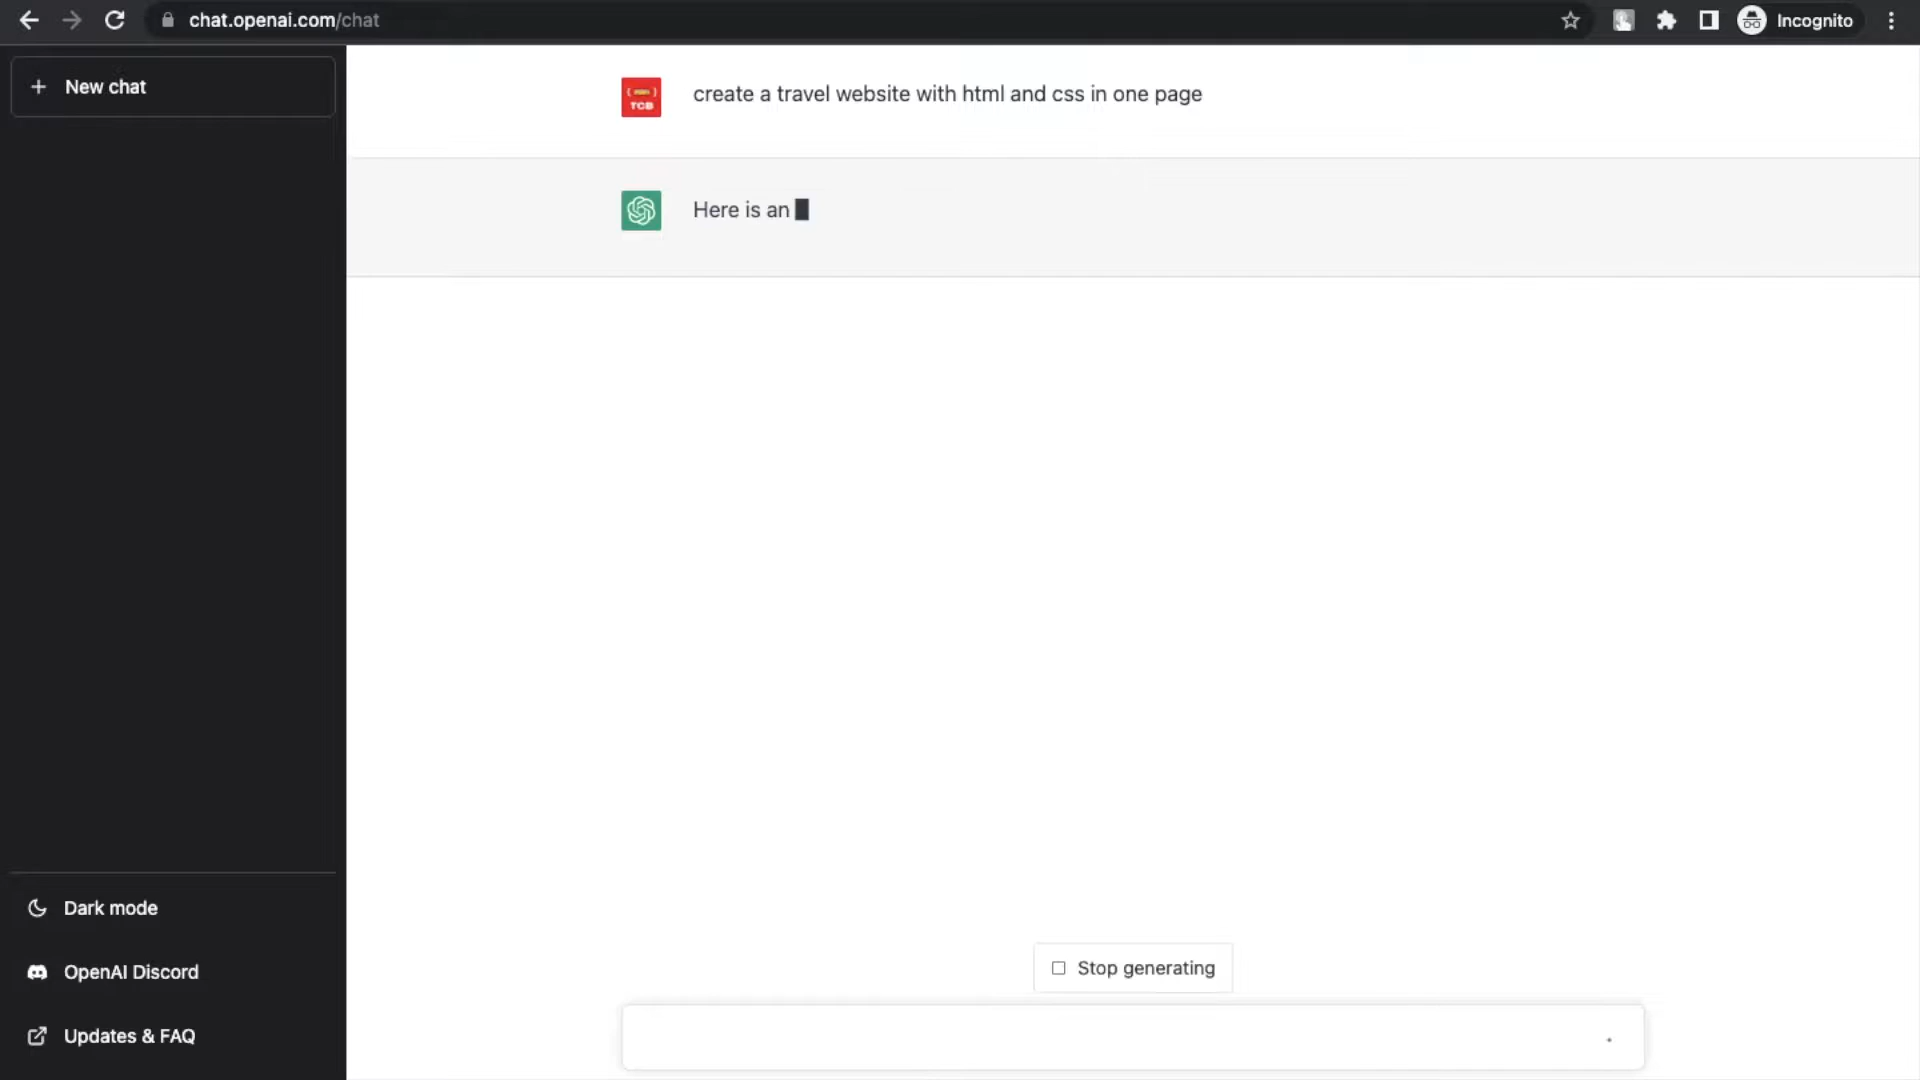 chat.openai.com/chat
Incognito
New chat
create a travel website with html and css in one page
TCB
Here is an
Dark mode
OpenAI Discord
Updates & FAQ
Stop generating